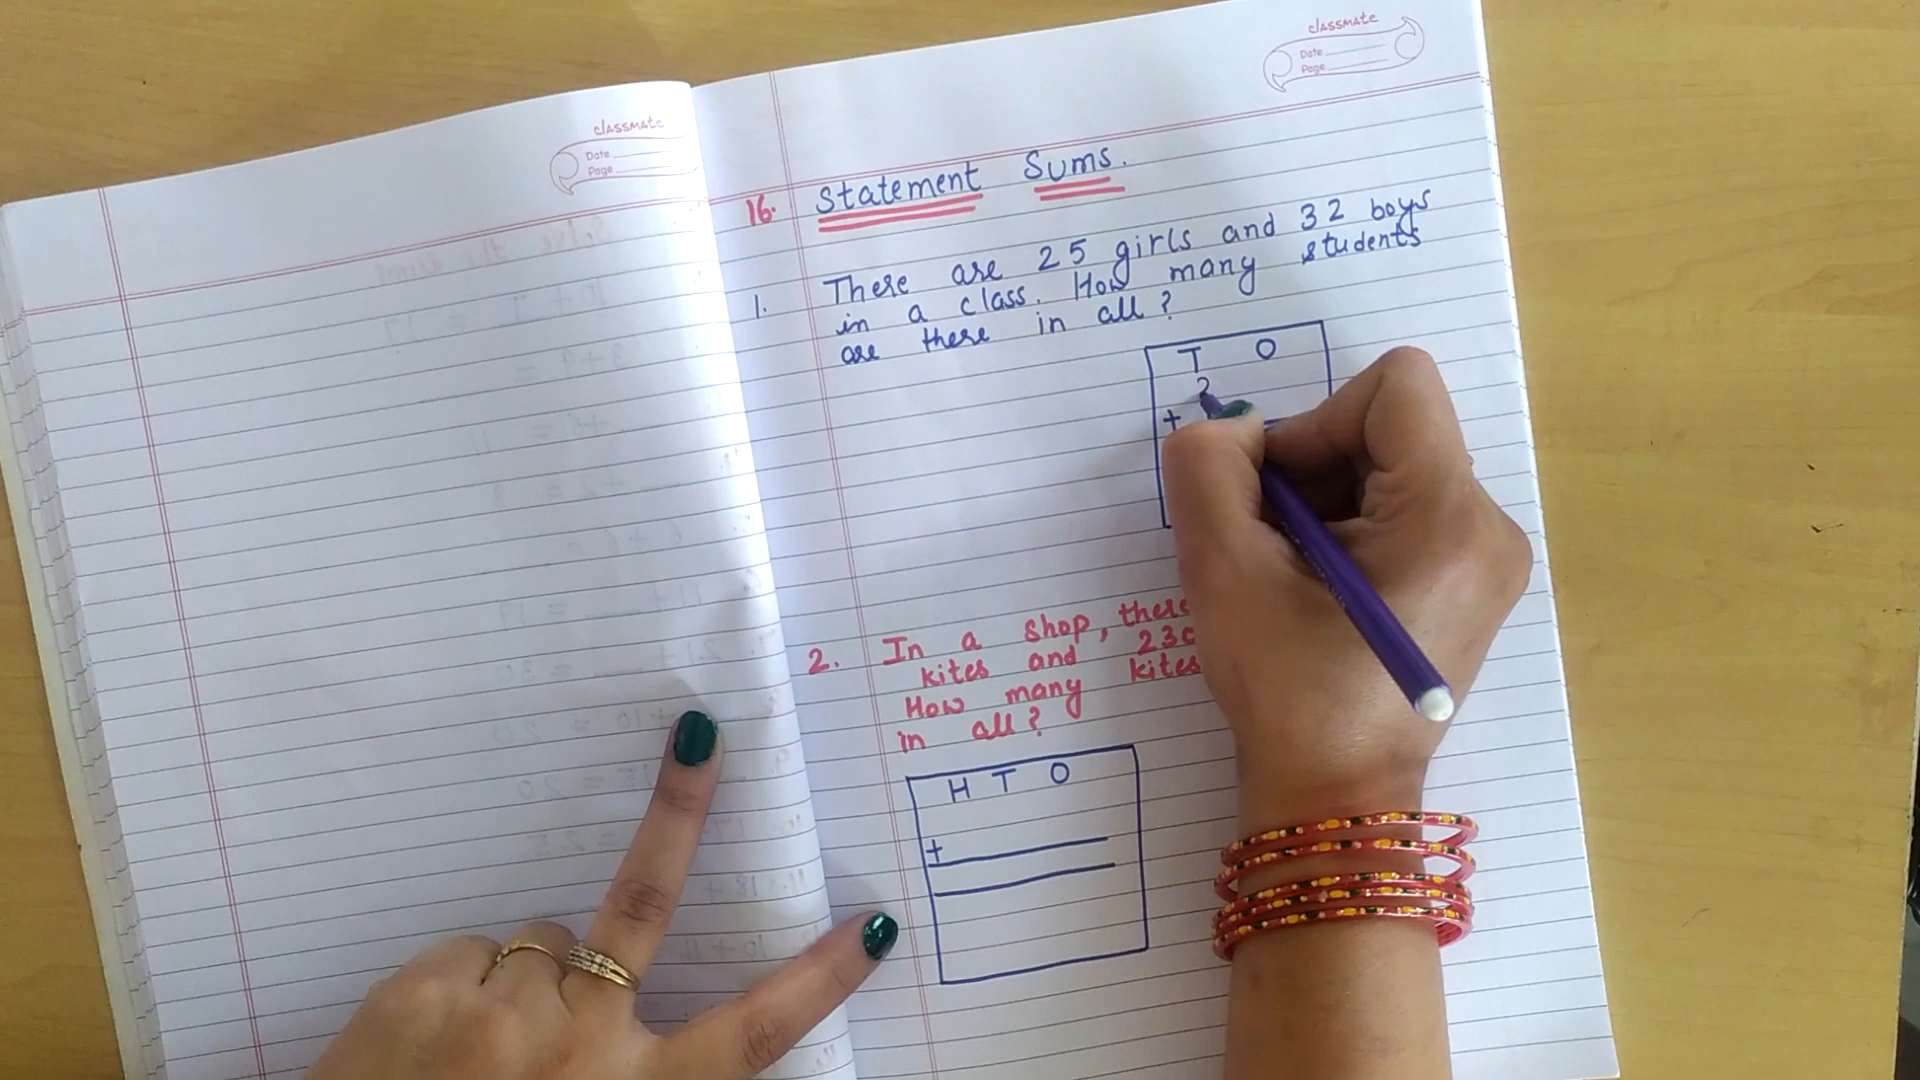 classmate
Date
Page
classmate
Date
Page
16. Statement Sums.
1. There are 25 girls and 32 boys
in a class. How many students
are there in all?
T O
2
+
2. In a shop, there
kites and
How many kites
in all?
H T O
+